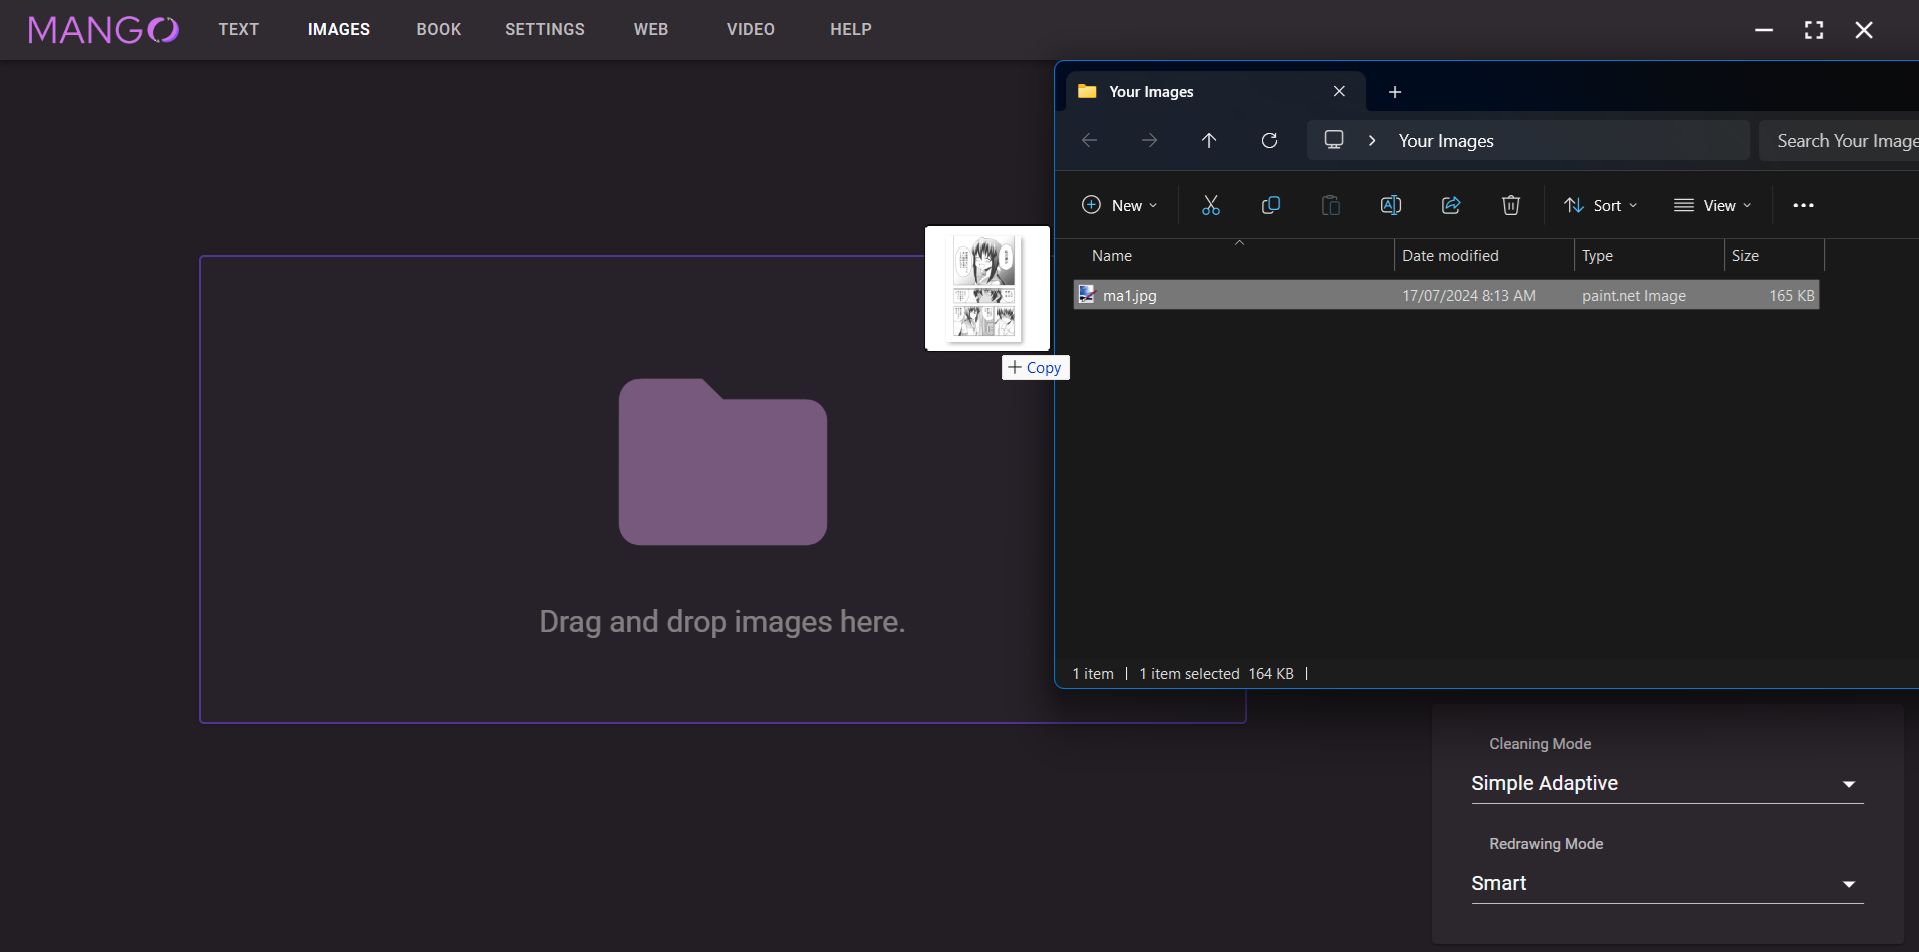 MANGO
TEXT
IMAGES
BOOK
SETTINGS
WEB
VIDEO
HELP
Your Images
Your Images
Search Your Image
New
Sort
View
Name
Date modified
Type
Size
ma1.jpg
17/07/2024 8:13 AM
paint.net Image
165 KB
+ Copy
Drag and drop images here.
1 item
1 item selected 164 KB
Cleaning Mode
Simple Adaptive
Redrawing Mode
Smart